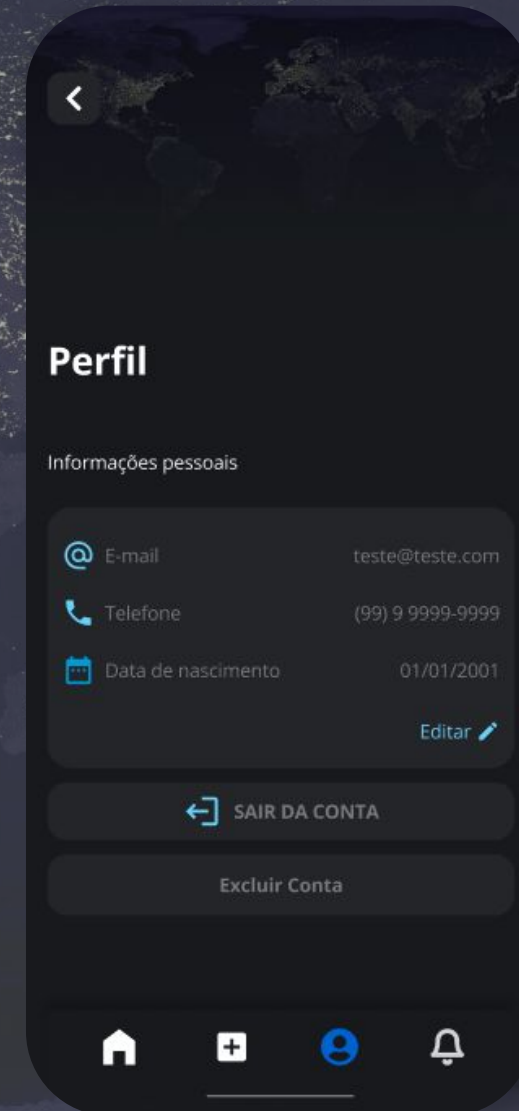 Perfil
Informações pessoais
E-mail teste@teste.com
Telefone (99) 9 9999-9999
Data de nascimento 01/01/2001
Editar
SAIR DA CONTA
Excluir Conta